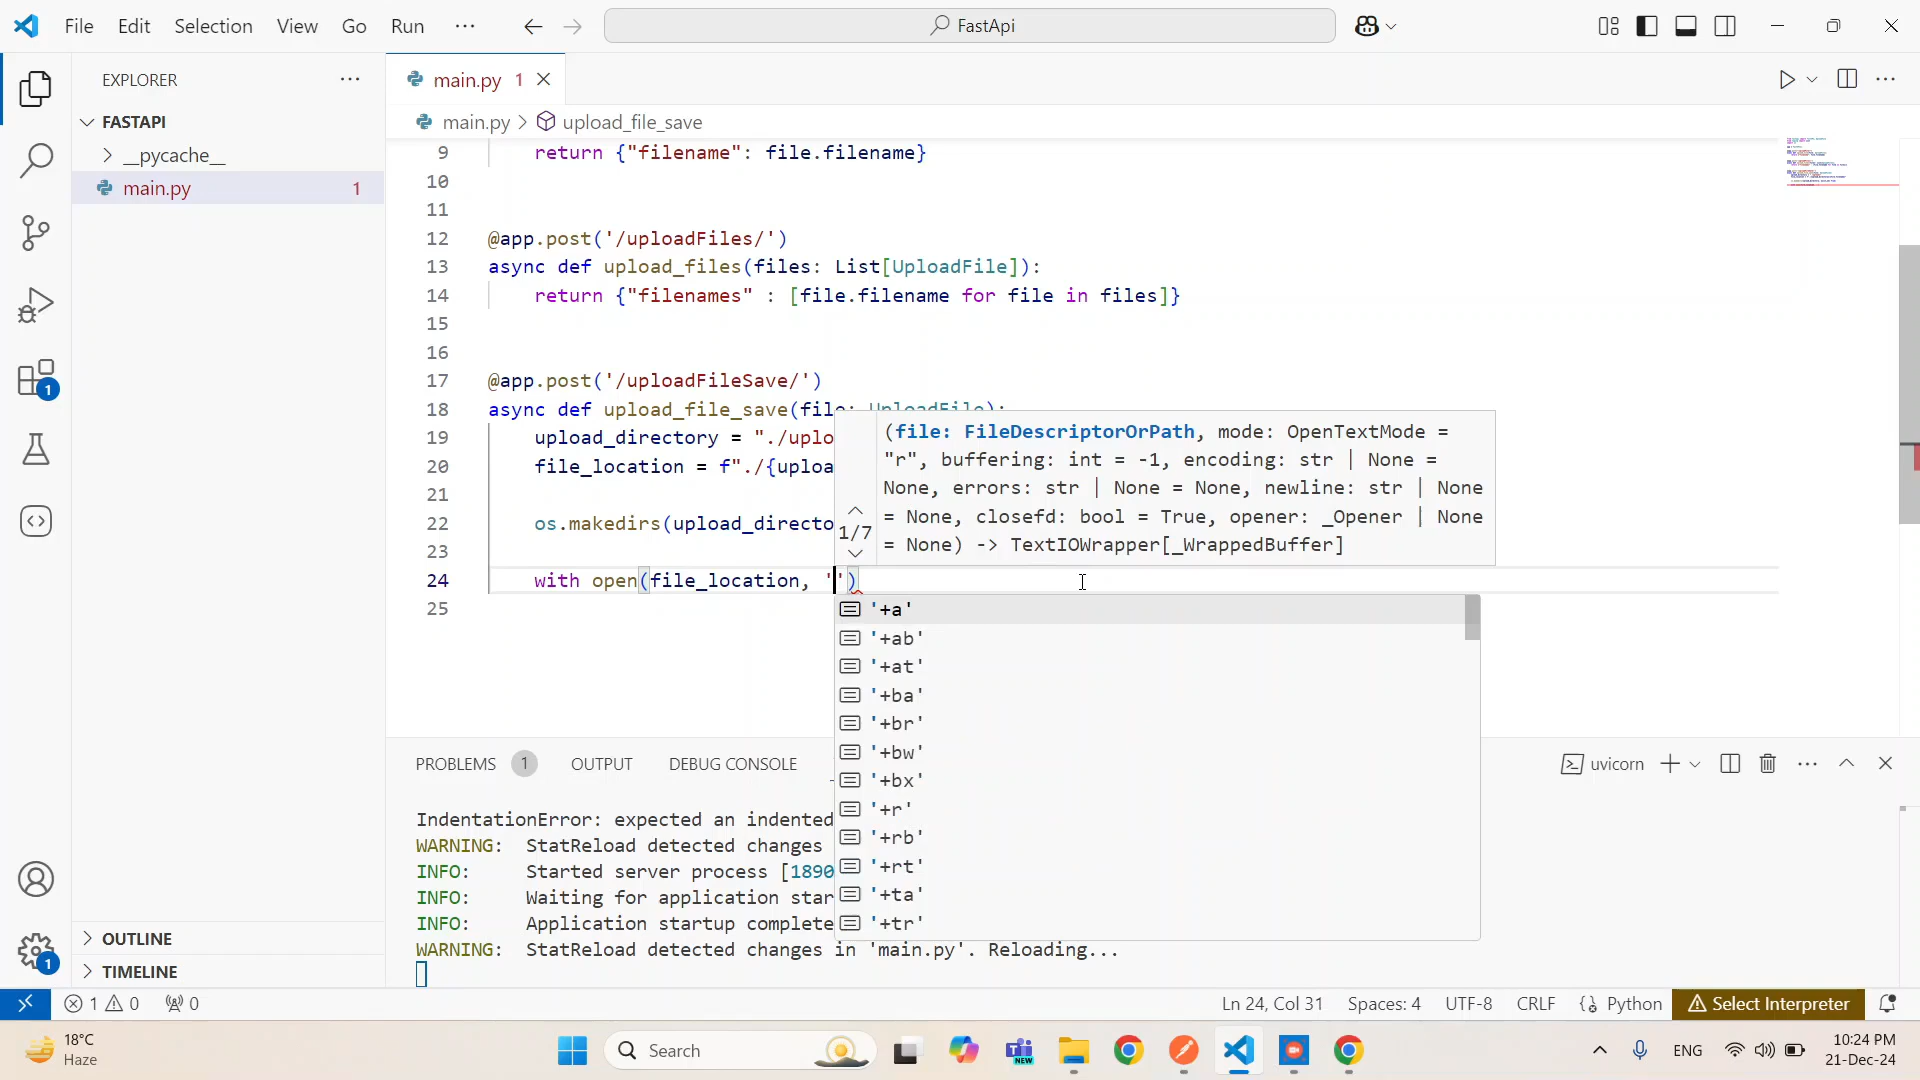 File Edit Selection View Go Run ··· FastApi
EXPLORER ···
FASTAPI
__pycache__
main.py 1
OUTLINE
TIMELINE
main.py 1
main.py > upload_file_save
9 return {"filename": file.filename}
10
11
12 @app.post('/uploadFiles/')
13 async def upload_files(files: List[UploadFile]):
14 return {"filenames" : [file.filename for file in files]}
15
16
17 @app.post('/uploadFileSave/')
18 async def upload_file_save(file: UploadFile):
19 upload_directory = "./uplo
20 file_location = f"./{uploa
21
22 os.makedirs(upload_directo
23
24 with open(file_location, '')
25
(file: FileDescriptorOrPath, mode: OpenTextMode =
"r", buffering: int = -1, encoding: str | None =
None, errors: str | None = None, newline: str | None
1/7 = None, closefd: bool = True, opener: _Opener | None
= None) -> TextIOWrapper[_WrappedBuffer]
'+a'
'+ab'
'+at'
'+ba'
'+br'
'+bw'
'+bx'
'+r'
'+rb'
'+rt'
'+ta'
'+tr'
PROBLEMS 1 OUTPUT DEBUG CONSOLE uvicorn ···
IndentationError: expected an indented
WARNING: StatReload detected changes
INFO: Started server process [1890
INFO: Waiting for application star
INFO: Application startup complete
WARNING: StatReload detected changes in 'main.py'. Reloading...
1
1
1 0 0 Ln 24, Col 31 Spaces: 4 UTF-8 CRLF {} Python Select Interpreter
18°C
Haze
Search
NEW
ENG
10:24 PM
21-Dec-24